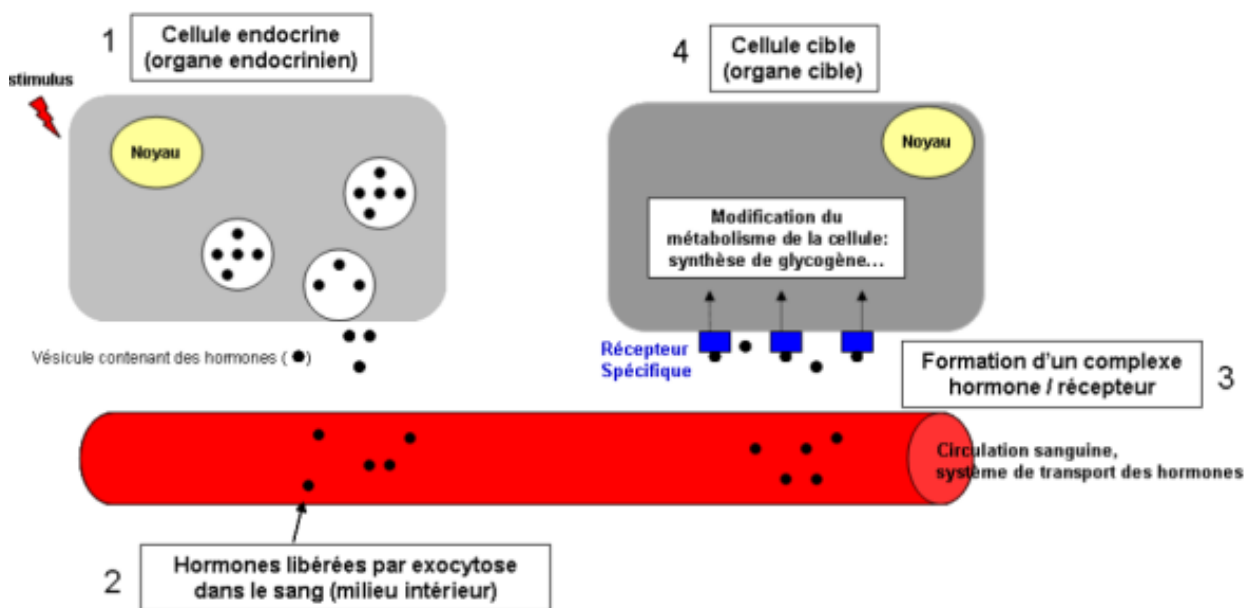 1
Cellule endocrine
(organe endocrinien)
stimulus
Noyau
Vésicule contenant des hormones ( ● )
4
Cellule cible
(organe cible)
Noyau
Modification du
métabolisme de la cellule:
synthèse de glycogène...
Récepteur
Spécifique
Formation d'un complexe
hormone / récepteur
3
Circulation sanguine,
système de transport des hormones
2
Hormones libérées par exocytose
dans le sang (milieu intérieur)